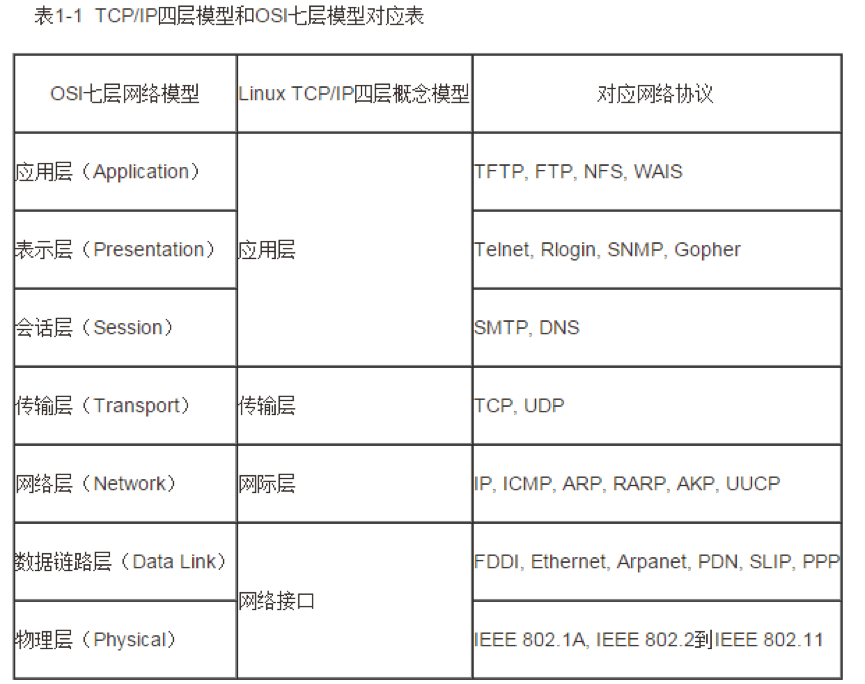 表1-1 TCP/IP四层模型和OSI七层模型对应表
OSI七层网络模型
Linux TCP/IP四层概念模型
对应网络协议
应用层（Application）
TFTP, FTP, NFS, WAIS
表示层（Presentation）
应用层
Telnet, Rlogin, SNMP, Gopher
会话层（Session）
SMTP, DNS
传输层（Transport）
传输层
TCP, UDP
网络层（Network）
网际层
IP, ICMP, ARP, RARP, AKP, UUCP
数据链路层（Data Link）
FDDI, Ethernet, Arpanet, PDN, SLIP, PPP
网络接口
物理层（Physical）
IEEE 802.1A, IEEE 802.2到IEEE 802.11